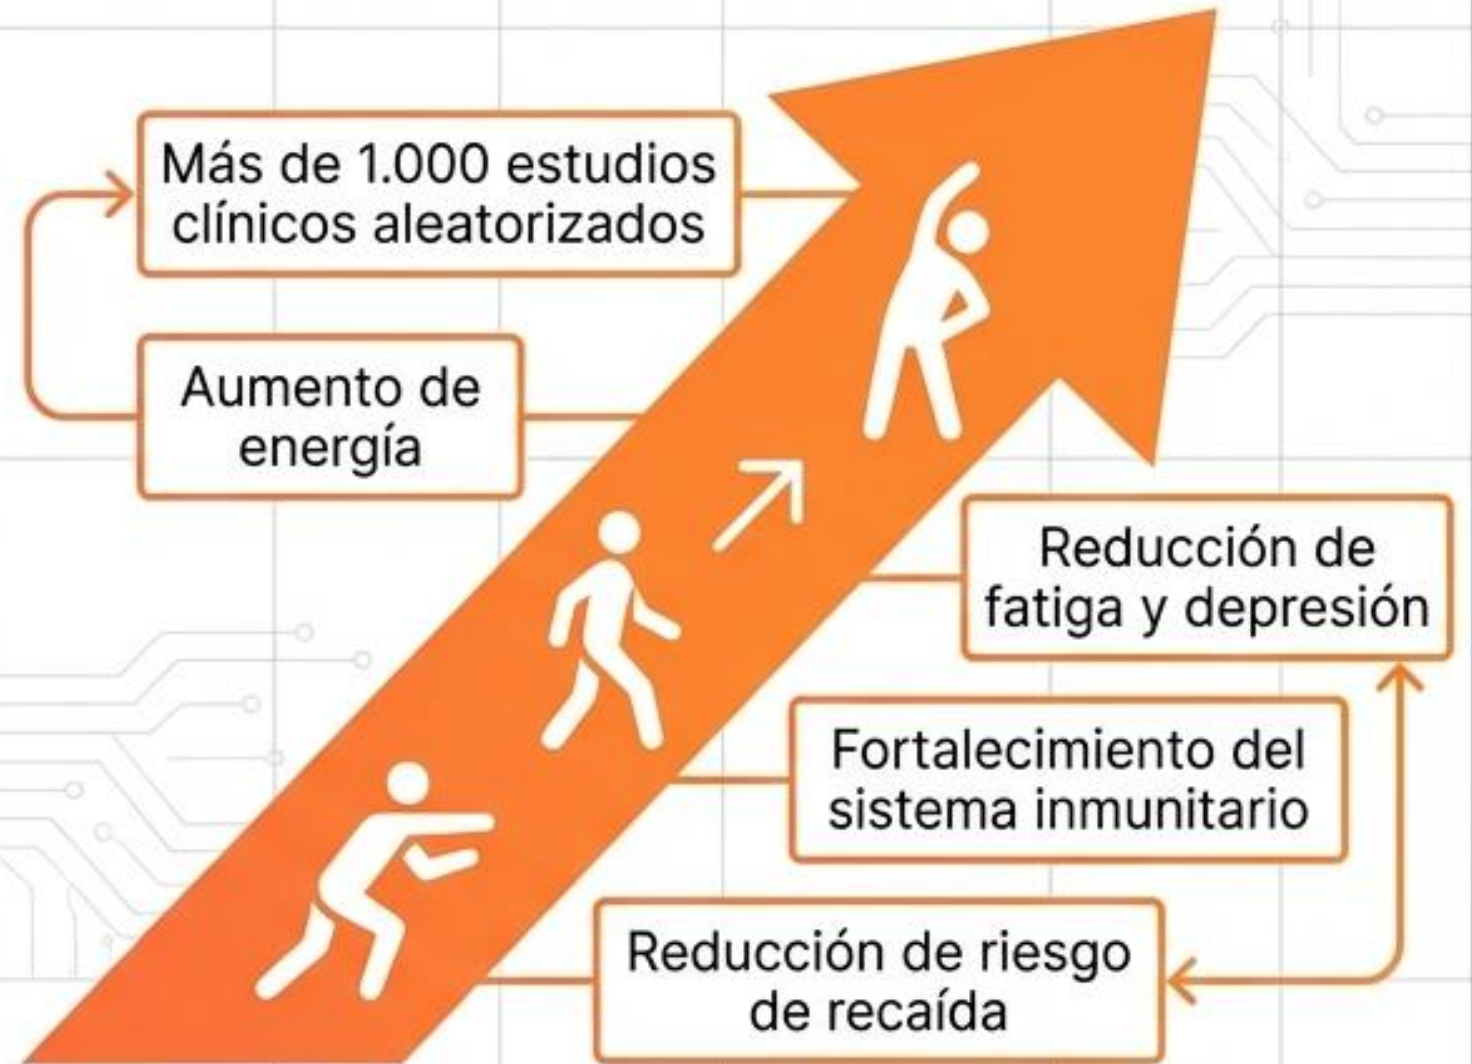 Más de 1.000 estudios
clínicos aleatorizados
Aumento de
energía
Reducción de
fatiga y depresión
Fortalecimiento del
sistema inmunitario
Reducción de riesgo
de recaída